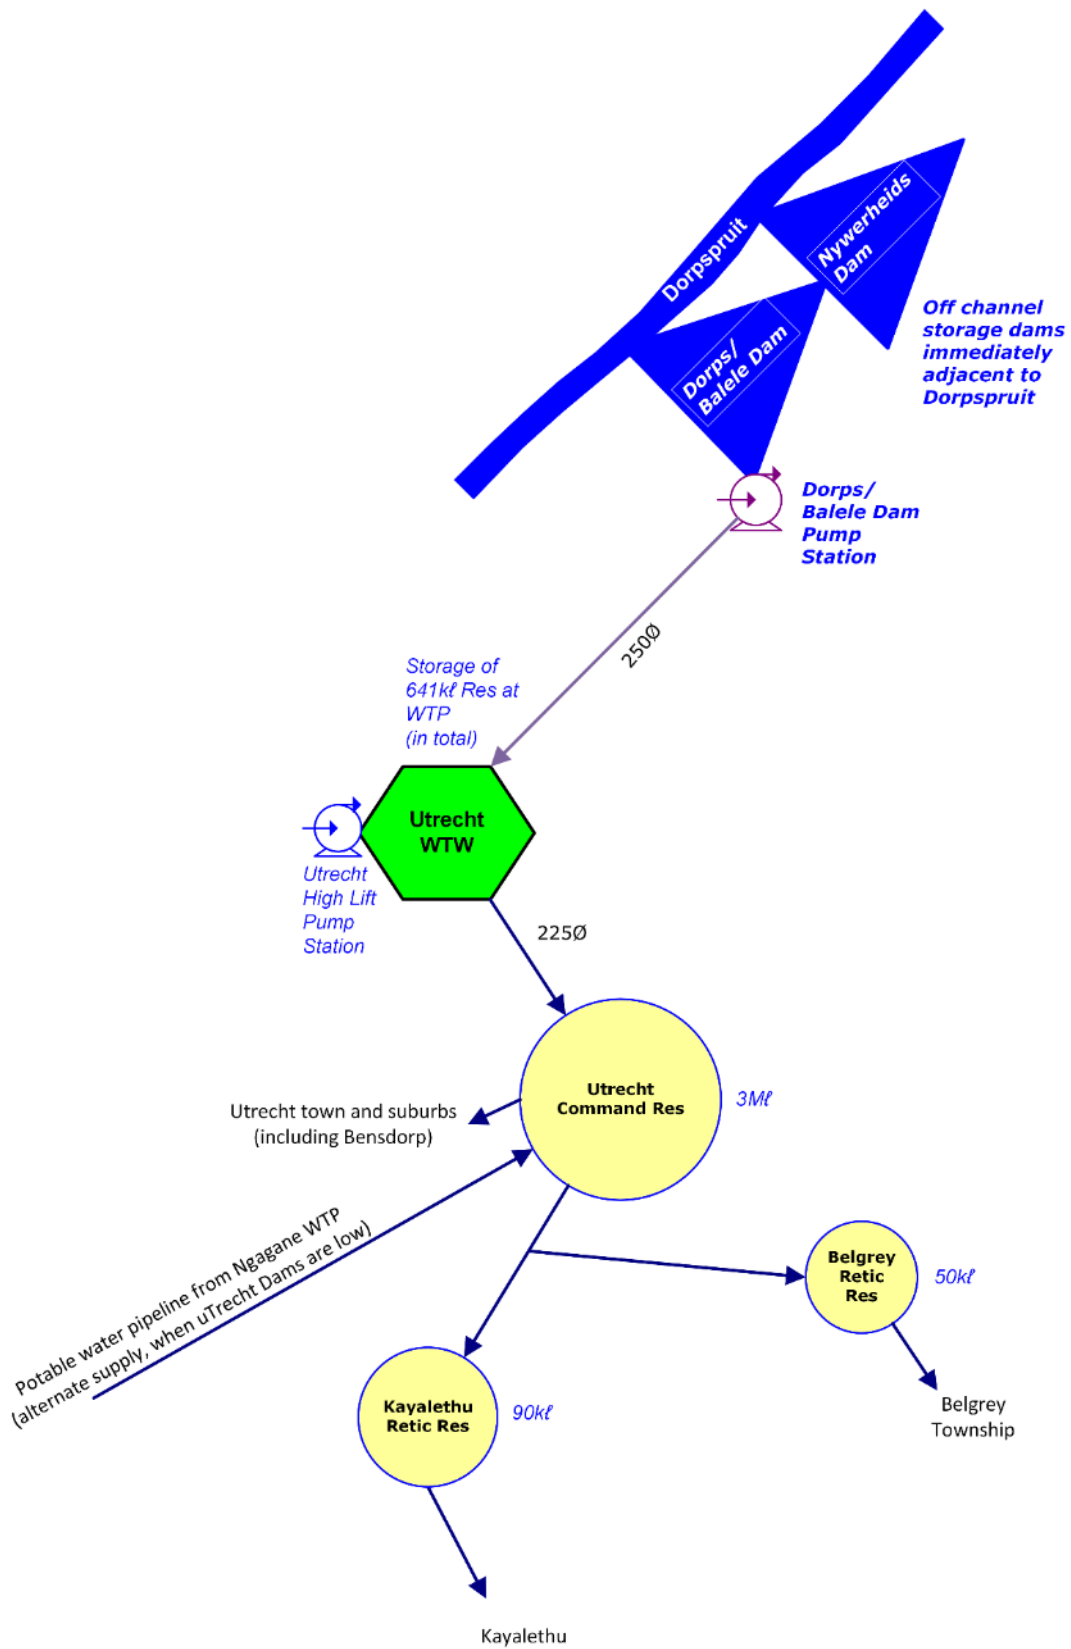 Dorpspruit
Nywerheids
Dam
Off channel
storage dams
immediately
adjacent to
Dorpspruit
Dorps/
Balele Dam
Dorps/
Balele Dam
Pump
Station
250Ø
Storage of
641kℓ Res at
WTP
(in total)
Utrecht
WTW
Utrecht
High Lift
Pump
Station
225Ø
Utrecht
Command Res
3Mℓ
Utrecht town and suburbs
(including Bensdorp)
Potable water pipeline from Ngagane WTP
(alternate supply, when uTrecht Dams are low)
Belgrey
Retic
Res
50kℓ
Kayalethu
Retic Res
90kℓ
Belgrey
Township
Kayalethu